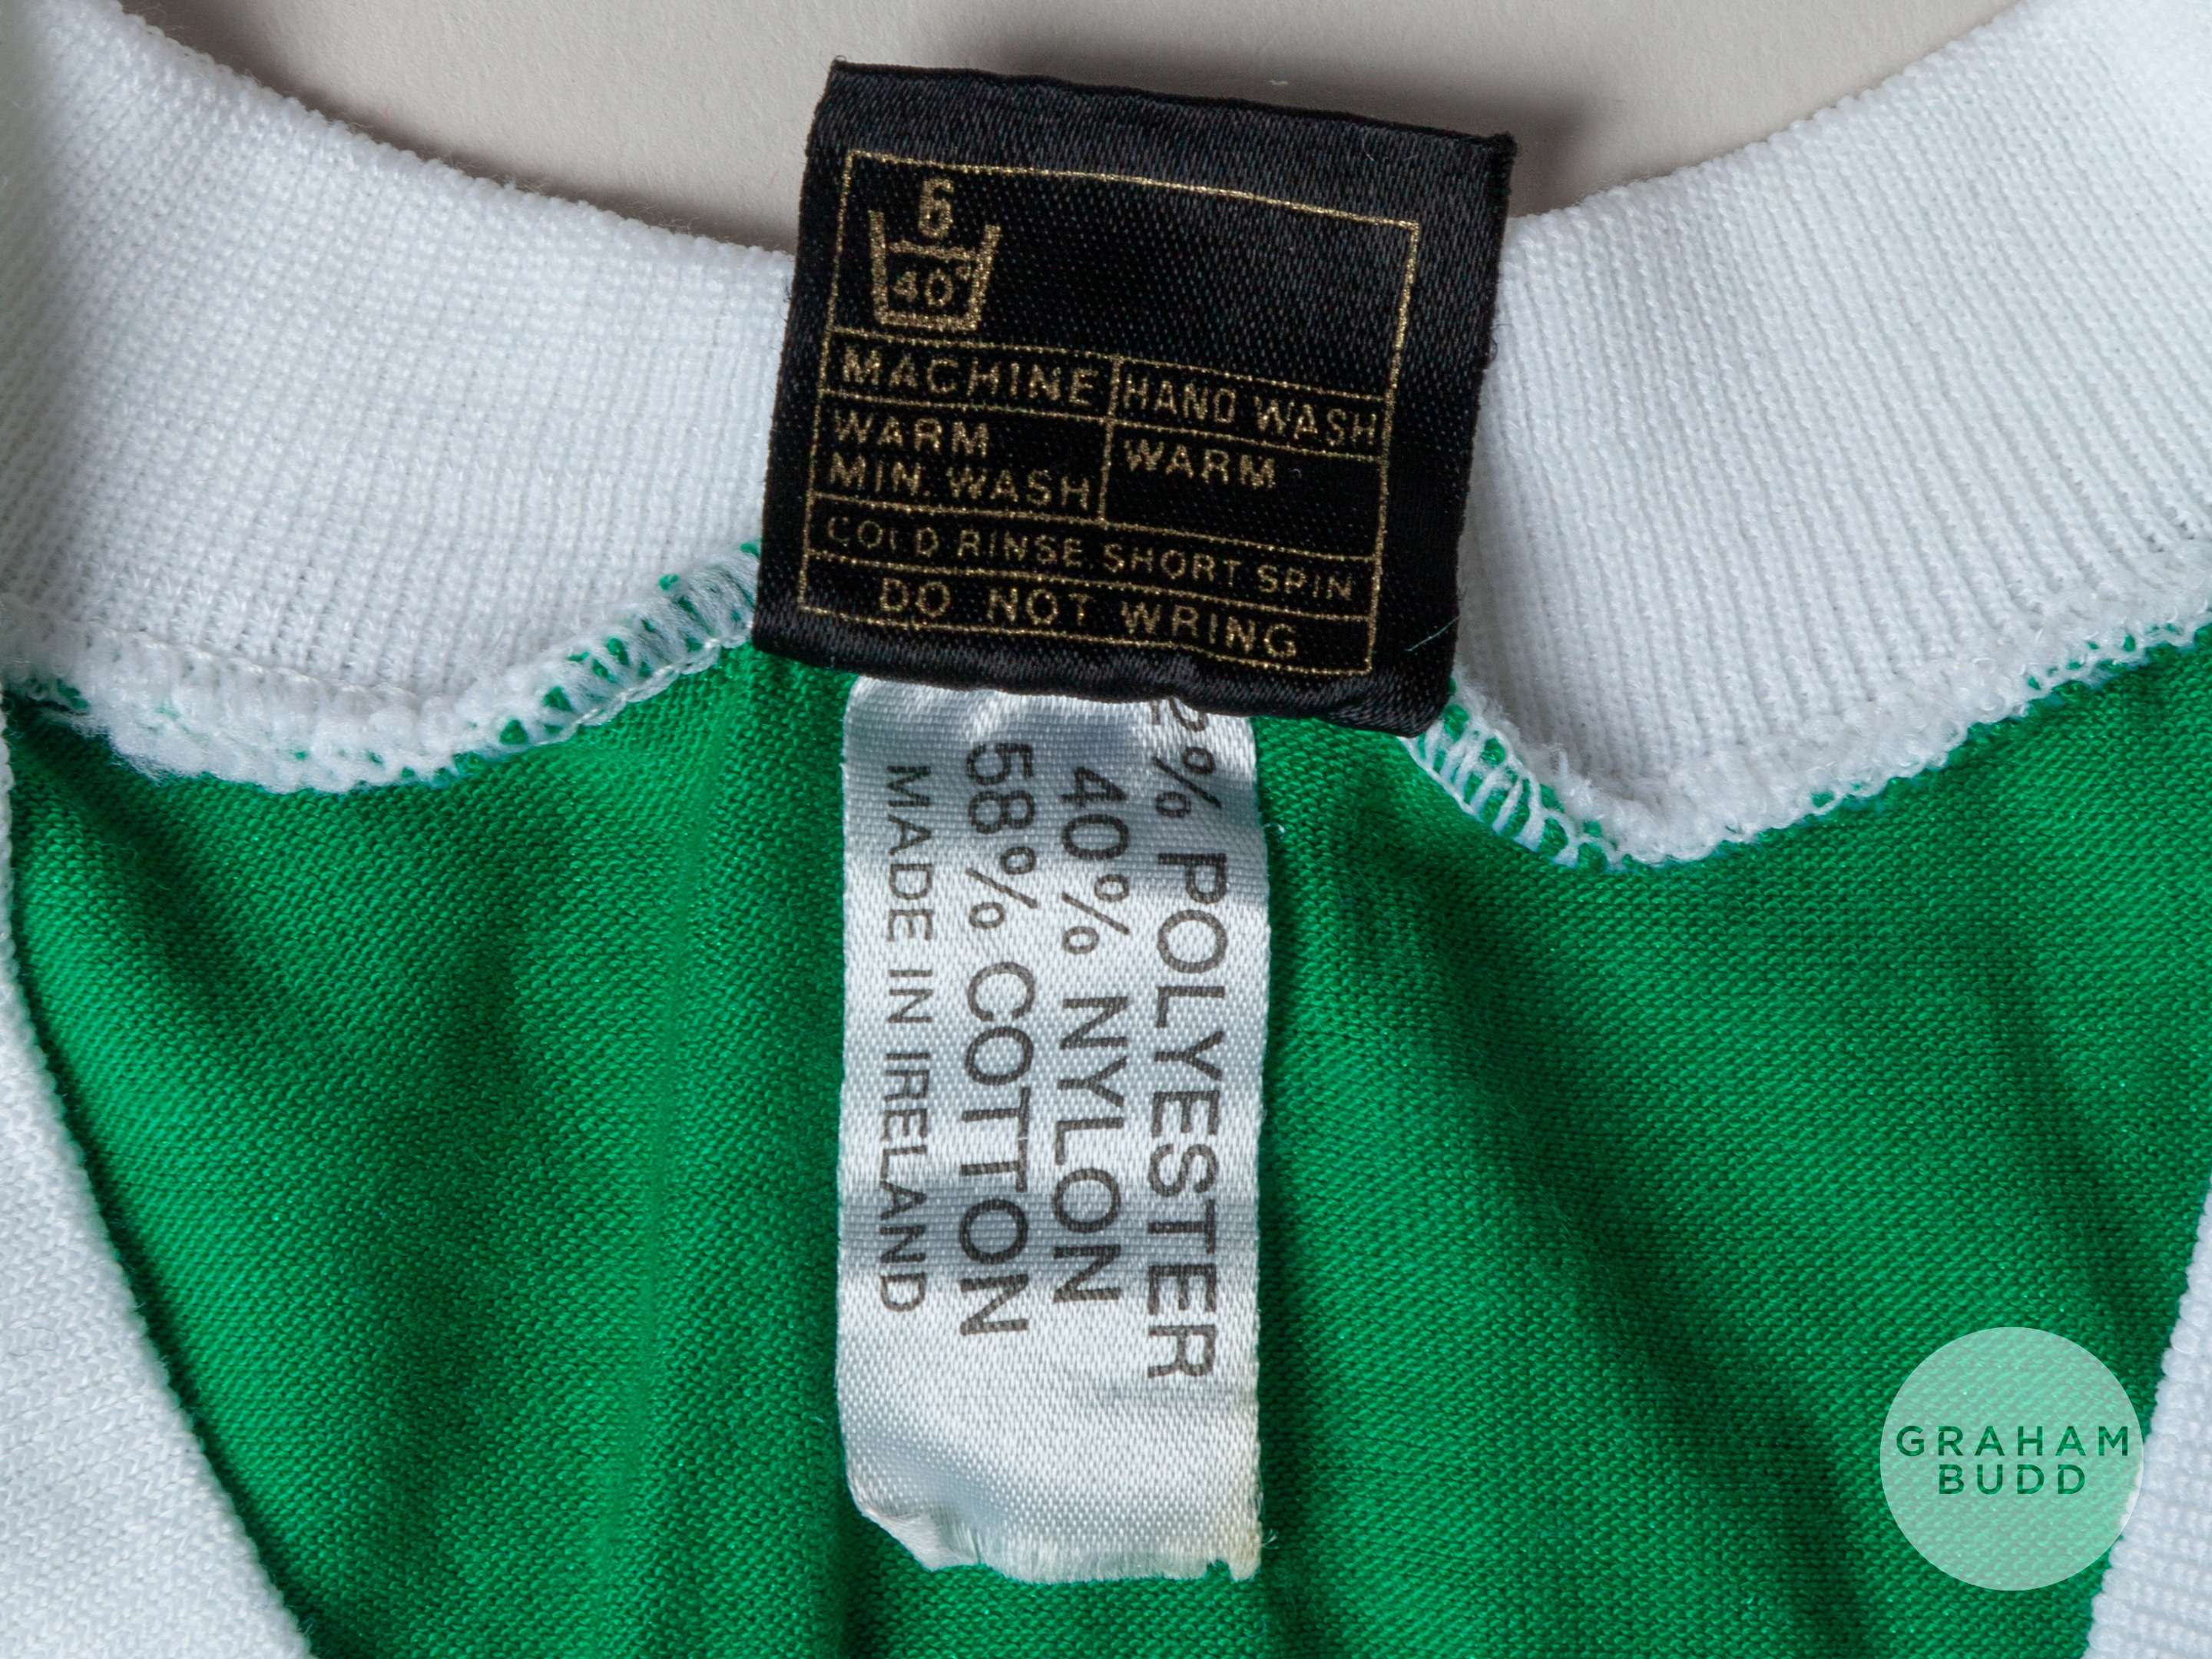 6
40°
MACHINE HAND WASH
WARM WARM
MIN. WASH
COLD RINSE. SHORT SPIN
DO NOT WRING
2% POLYESTER
40% NYLON
58% COTTON
MADE IN IRELAND
GRAHAM
BUDD